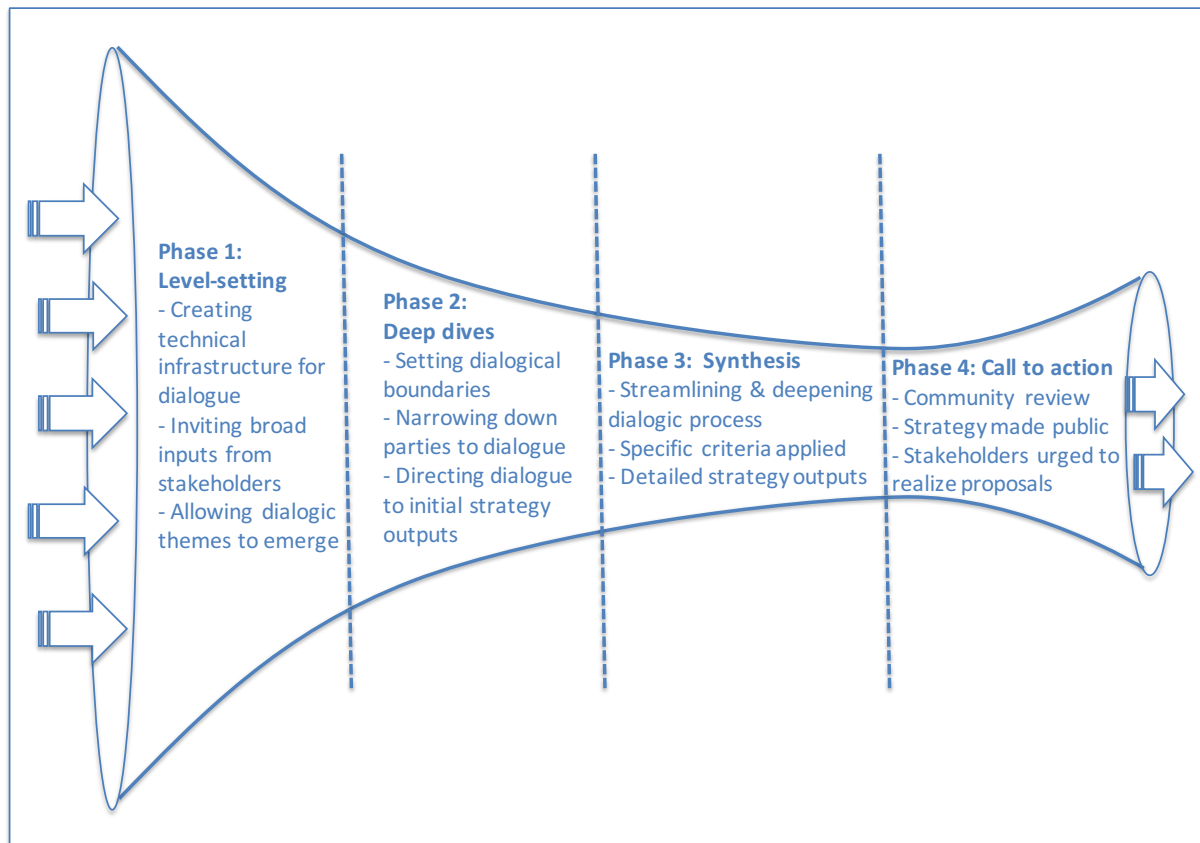 Phase 1:
Level-setting
- Creating
technical
infrastructure for
dialogue
- Inviting broad
inputs from
stakeholders
- Allowing dialogic
themes to emerge
Phase 2:
Deep dives
- Setting dialogical
boundaries
- Narrowing down
parties to dialogue
- Directing dialogue
to initial strategy
outputs
Phase 3: Synthesis
- Streamlining & deepening
dialogic process
- Specific criteria applied
- Detailed strategy outputs
Phase 4: Call to action
- Community review
- Strategy made public
- Stakeholders urged to
realize proposals